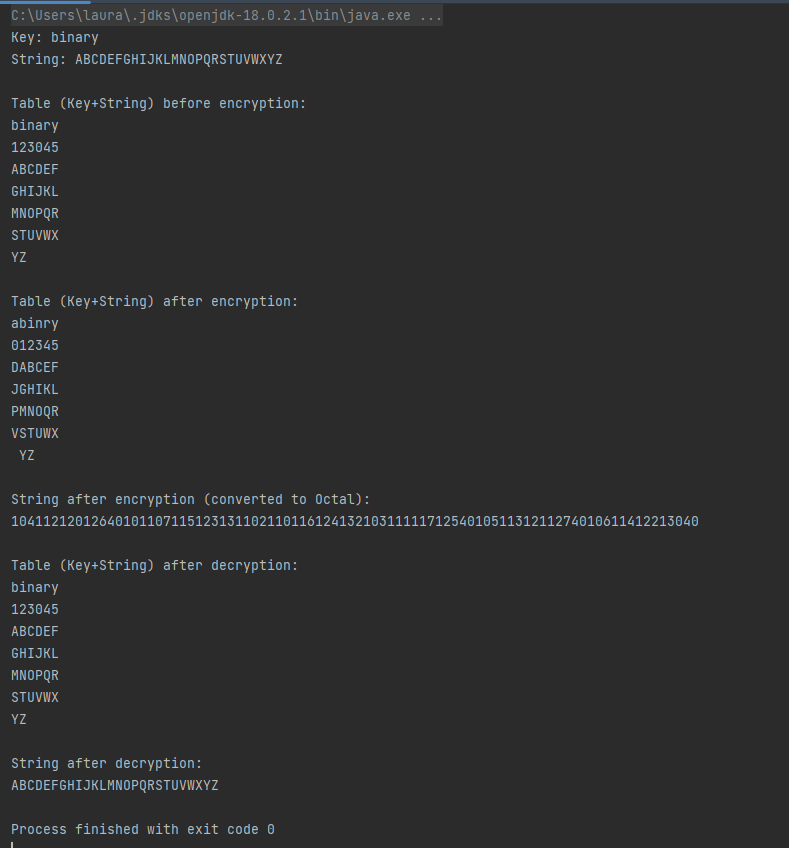 C:\Users\laura\.jdks\openjdk-18.0.2.1\bin\java.exe ...
Key: binary
String: ABCDEFGHIJKLMNOPQRSTUVWXYZ
Table (Key+String) before encryption:
binary
123045
ABCDEF
GHIJKL
MNOPQR
STUVWX
YZ
Table (Key+String) after encryption:
abinry
012345
DABCEF
JGHIKL
PMNOQR
VSTUWX
 YZ
String after encryption (converted to Octal):
10411212012640101107115123131102110116124132103111117125401051131211274010611412213040
Table (Key+String) after decryption:
binary
123045
ABCDEF
GHIJKL
MNOPQR
STUVWX
YZ
String after decryption:
ABCDEFGHIJKLMNOPQRSTUVWXYZ
Process finished with exit code 0